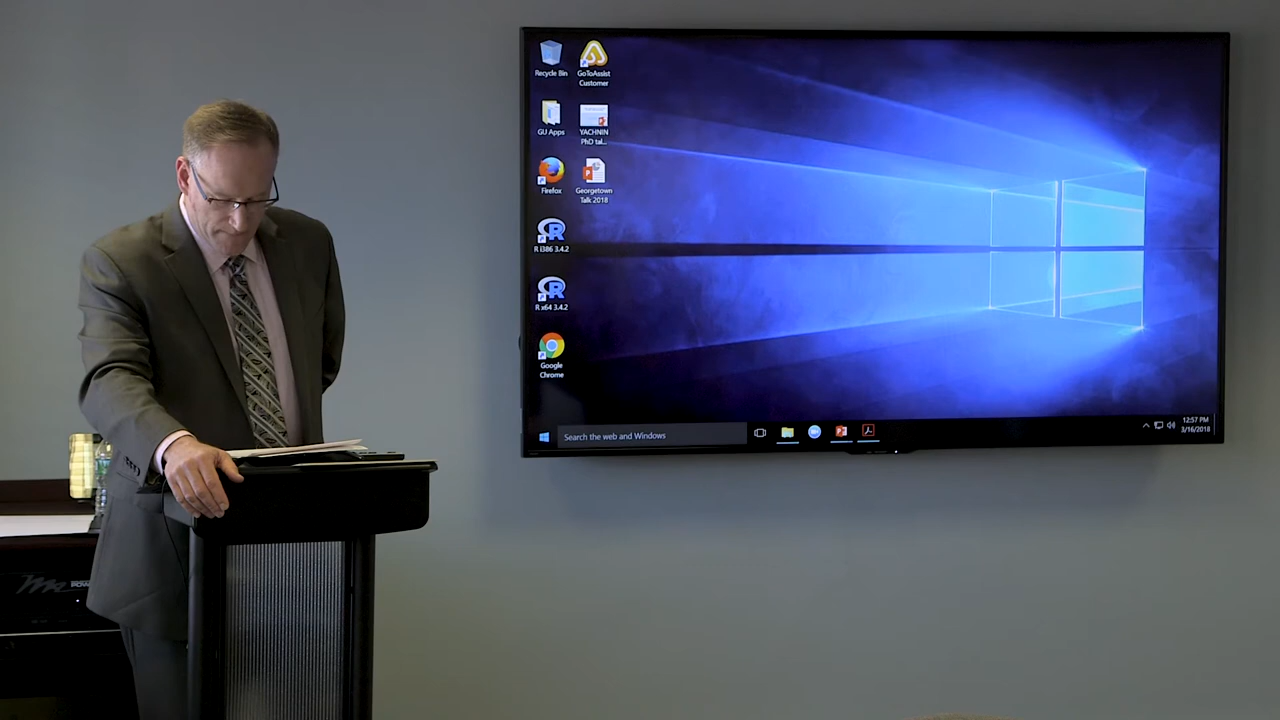 Recycle Bin
GoToAssist
Customer
GU Apps
YACHNIN
PhD tal...
Firefox
Georgetown
Talk 2018
R i386 3.4.2
R x64 3.4.2
Google
Chrome
Search the web and Windows
12:57 PM
3/16/2018